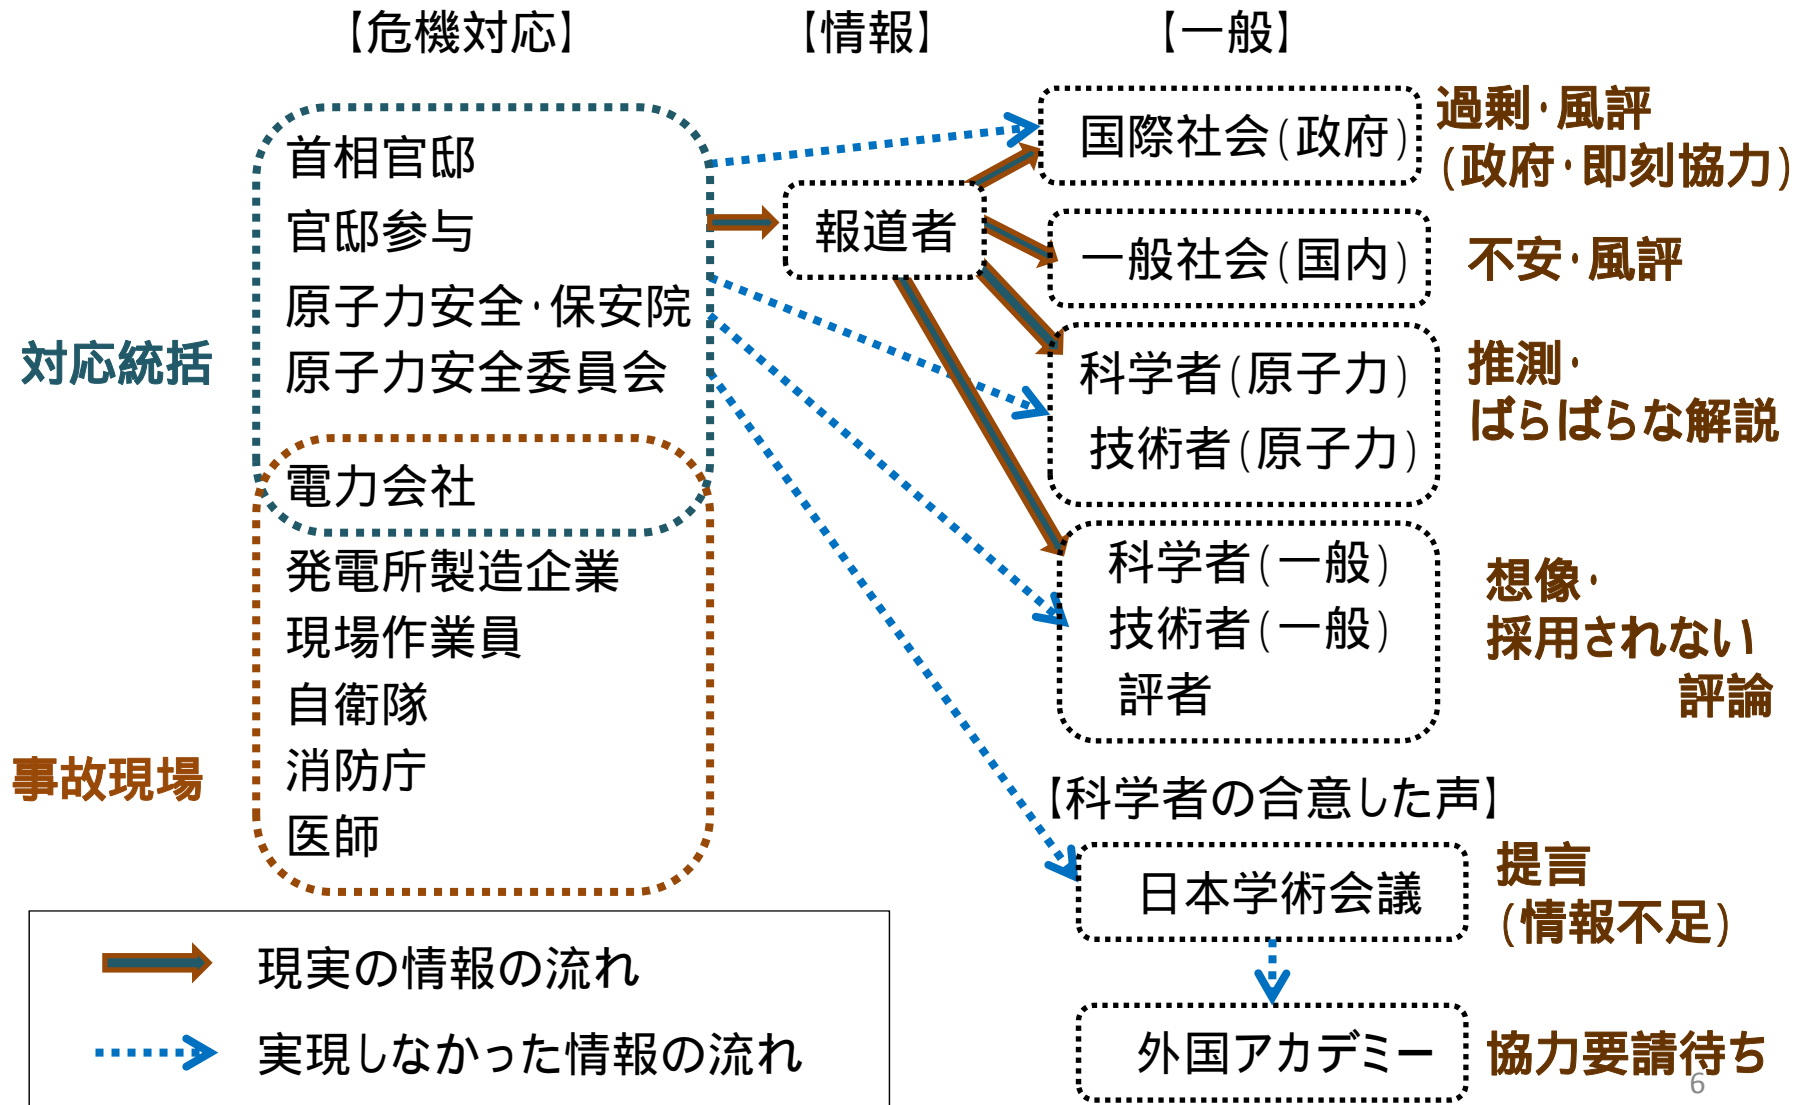 【危機対応】
【情報】
【一般】
首相官邸
官邸参与
原子力安全・保安院
原子力安全委員会
電力会社
発電所製造企業
現場作業員
自衛隊
消防庁
医師
対応統括
事故現場
報道者
国際社会(政府)
過剰・風評
(政府・即刻協力)
一般社会(国内)
不安・風評
科学者(原子力)
技術者(原子力)
推測・
ばらばらな解説
科学者(一般)
技術者(一般)
評者
想像・
採用されない
評論
【科学者の合意した声】
日本学術会議
提言
(情報不足)
外国アカデミー
協力要請待ち
現実の情報の流れ
実現しなかった情報の流れ
6